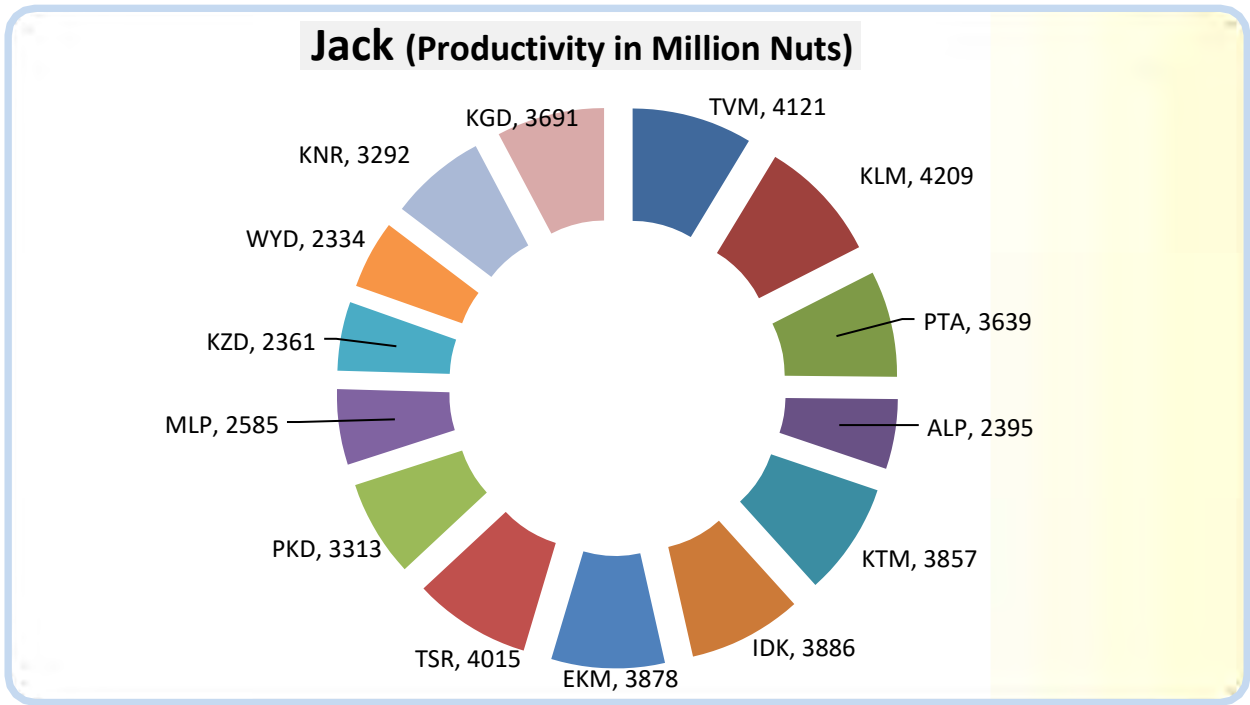 Jack (Productivity in Million Nuts)
TVM, 4121
KLM, 4209
PTA, 3639
ALP, 2395
KTM, 3857
IDK, 3886
EKM, 3878
TSR, 4015
PKD, 3313
MLP, 2585
KZD, 2361
WYD, 2334
KNR, 3292
KGD, 3691